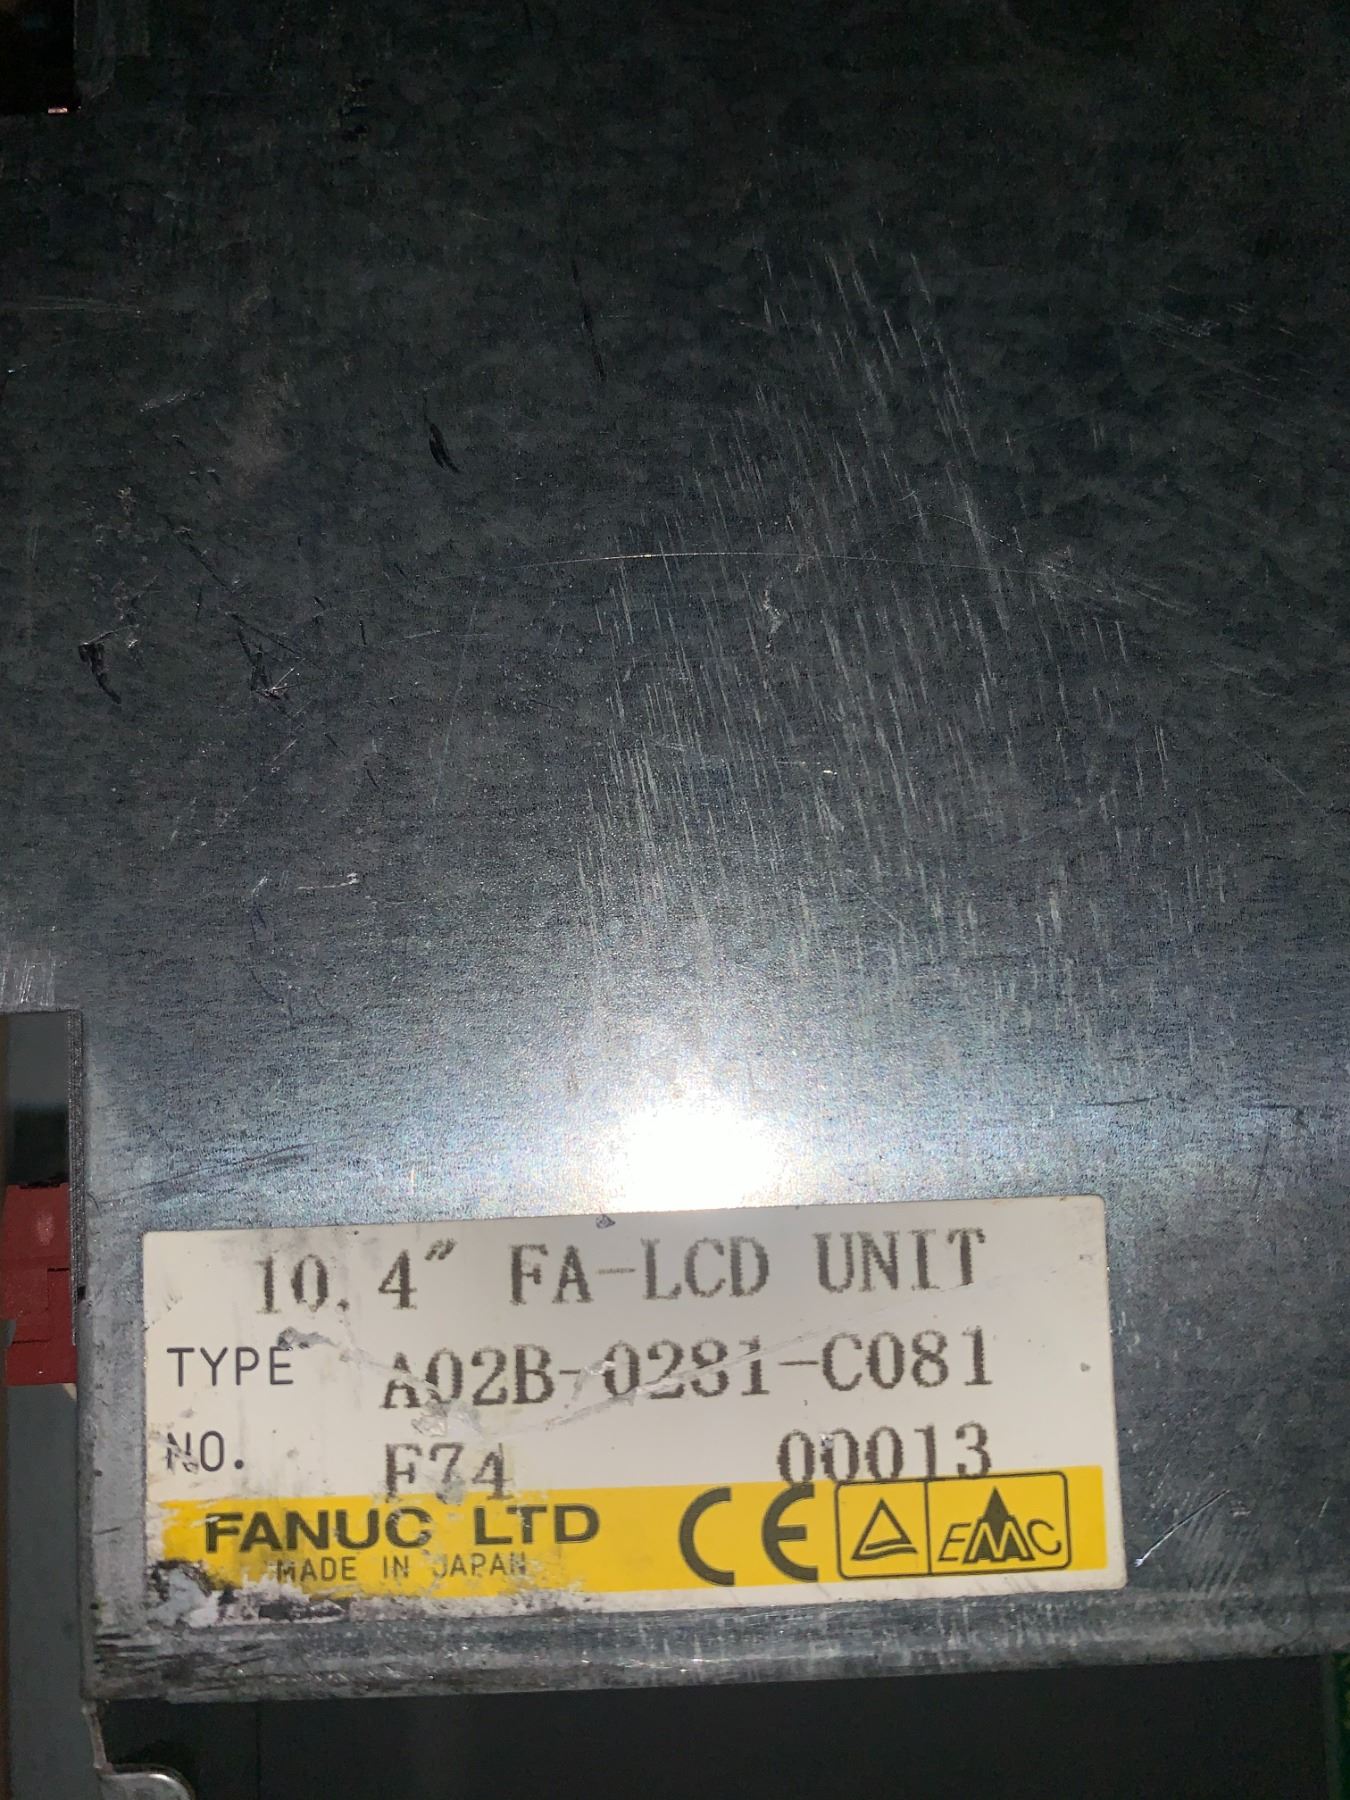 10.4" FA-LCD UNIT
TYPE A02B-0281-C081
NO. F74 00013
FANUC LTD CE EMC
MADE IN JAPAN